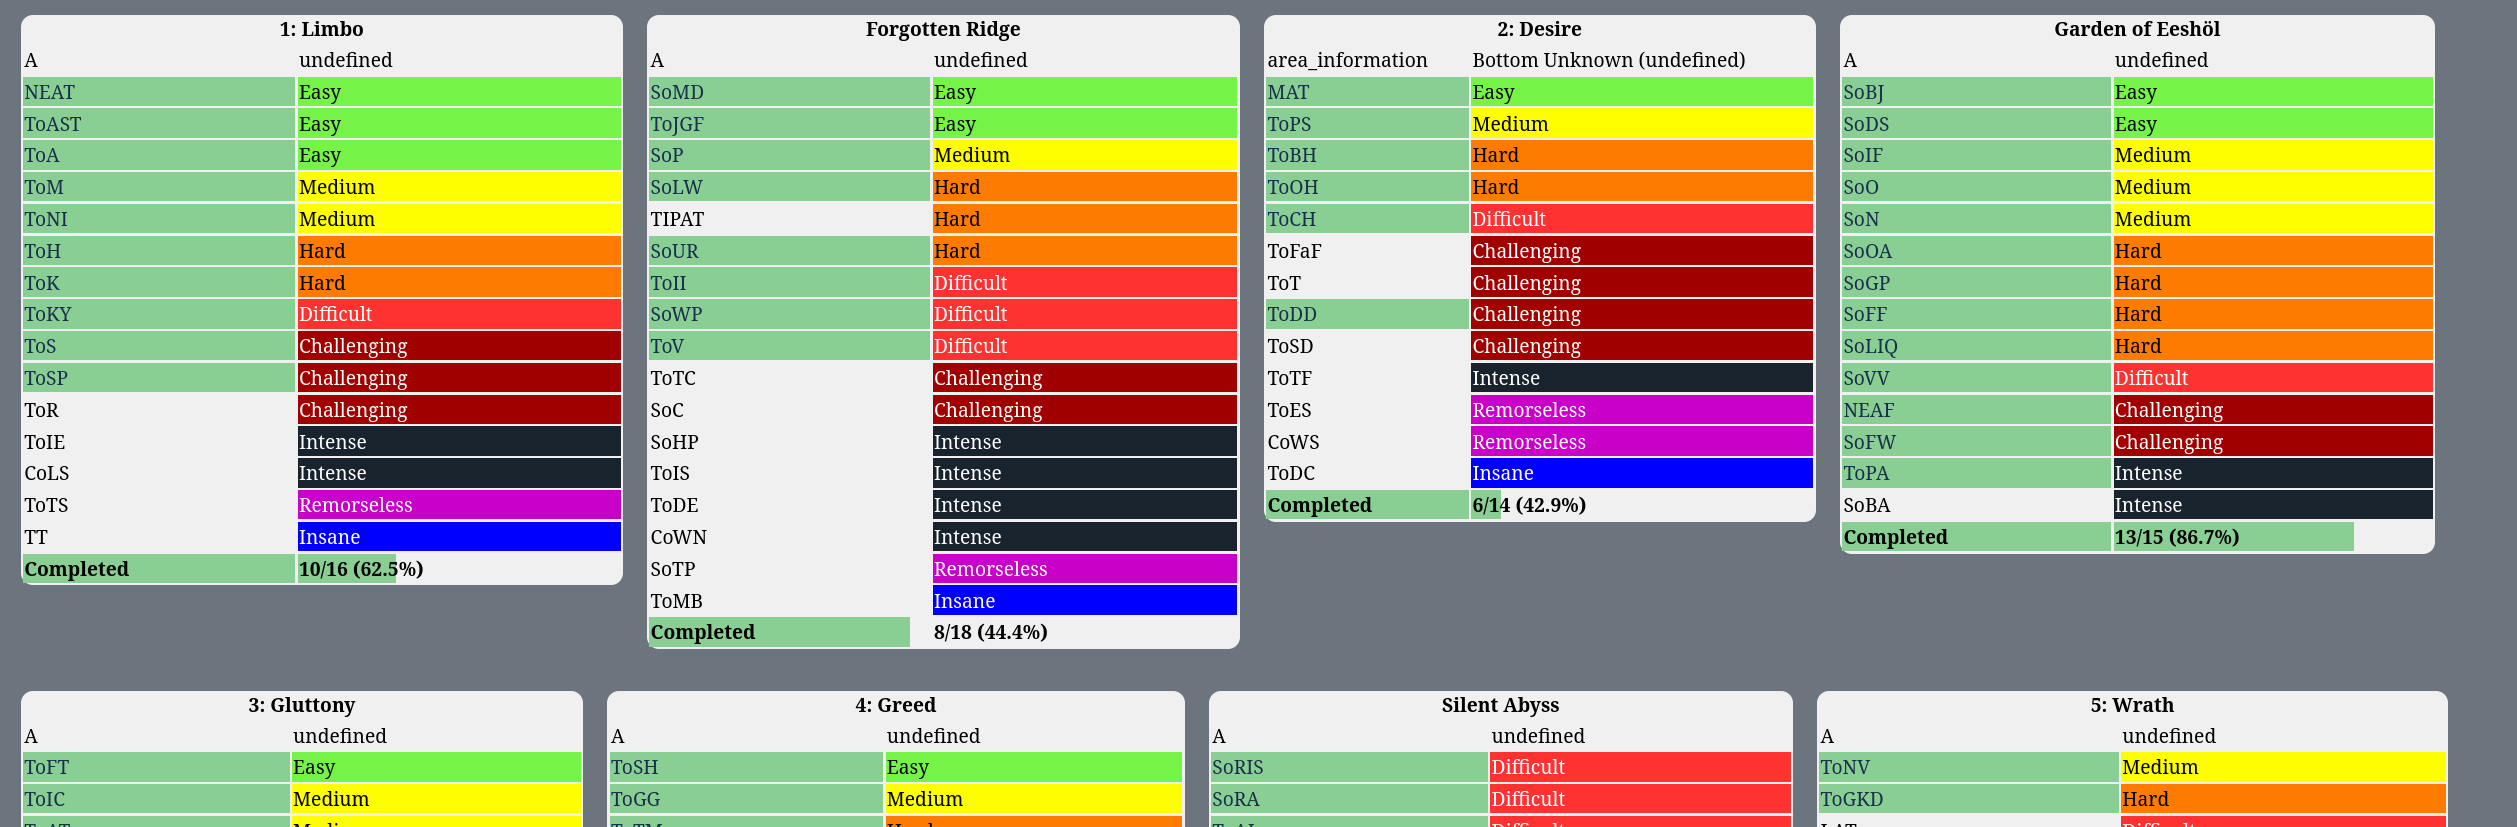 1: Limbo
A undefined
NEAT Easy
ToAST Easy
ToA Easy
ToM Medium
ToNI Medium
ToH Hard
ToK Hard
ToKY Difficult
ToS Challenging
ToSP Challenging
ToR Challenging
ToIE Intense
CoLS Intense
ToTS Remorseless
TT Insane
Completed 10/16 (62.5%)
Forgotten Ridge
A undefined
SoMD Easy
ToJGF Easy
SoP Medium
SoLW Hard
TIPAT Hard
SoUR Hard
ToII Difficult
SoWP Difficult
ToV Difficult
ToTC Challenging
SoC Challenging
SoHP Intense
ToIS Intense
ToDE Intense
CoWN Intense
SoTP Remorseless
ToMB Insane
Completed 8/18 (44.4%)
2: Desire
area_information Bottom Unknown (undefined)
MAT Easy
ToPS Medium
ToBH Hard
ToOH Hard
ToCH Difficult
ToFaF Challenging
ToT Challenging
ToDD Challenging
ToSD Challenging
ToTF Intense
ToES Remorseless
CoWS Remorseless
ToDC Insane
Completed 6/14 (42.9%)
Garden of Eeshöl
A undefined
SoBJ Easy
SoDS Easy
SoIF Medium
SoO Medium
SoN Medium
SoOA Hard
SoGP Hard
SoFF Hard
SoLIQ Hard
SoVV Difficult
NEAF Challenging
SoFW Challenging
ToPA Intense
SoBA Intense
Completed 13/15 (86.7%)
3: Gluttony
A undefined
ToFT Easy
ToIC Medium
4: Greed
A undefined
ToSH Easy
ToGG Medium
Silent Abyss
A undefined
SoRIS Difficult
SoRA Difficult
5: Wrath
A undefined
ToNV Medium
ToGKD Hard